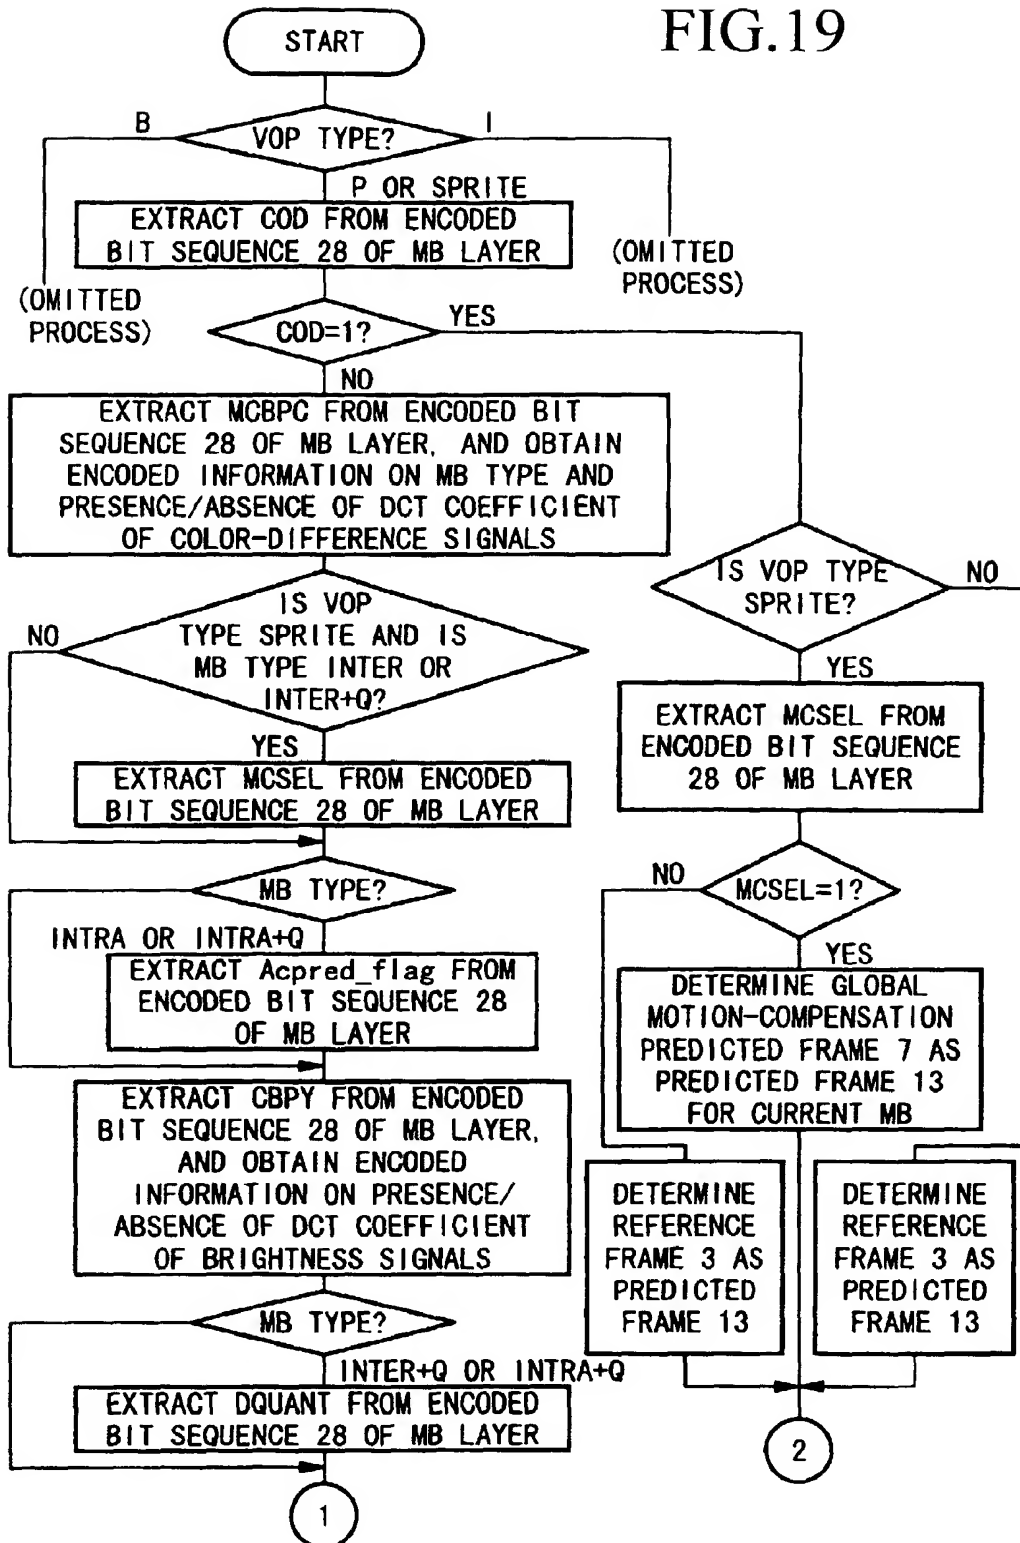 FIG.19
START
VOP TYPE?
B
I
P OR SPRITE
EXTRACT COD FROM ENCODED
BIT SEQUENCE 28 OF MB LAYER
(OMITTED
PROCESS)
(OMITTED
PROCESS)
COD=1?
YES
NO
EXTRACT MCBPC FROM ENCODED BIT
SEQUENCE 28 OF MB LAYER, AND OBTAIN
ENCODED INFORMATION ON MB TYPE AND
PRESENCE/ABSENCE OF DCT COEFFICIENT
OF COLOR-DIFFERENCE SIGNALS
IS VOP
TYPE SPRITE AND IS
MB TYPE INTER OR
INTER+Q?
NO
YES
EXTRACT MCSEL FROM ENCODED
BIT SEQUENCE 28 OF MB LAYER
MB TYPE?
INTRA OR INTRA+Q
EXTRACT Acpred_flag FROM
ENCODED BIT SEQUENCE 28
OF MB LAYER
EXTRACT CBPY FROM ENCODED
BIT SEQUENCE 28 OF MB LAYER,
AND OBTAIN ENCODED
INFORMATION ON PRESENCE/
ABSENCE OF DCT COEFFICIENT
OF BRIGHTNESS SIGNALS
MB TYPE?
INTER+Q OR INTRA+Q
EXTRACT DQUANT FROM ENCODED
BIT SEQUENCE 28 OF MB LAYER
1
IS VOP TYPE
SPRITE?
NO
YES
EXTRACT MCSEL FROM
ENCODED BIT SEQUENCE
28 OF MB LAYER
MCSEL=1?
NO
YES
DETERMINE GLOBAL
MOTION-COMPENSATION
PREDICTED FRAME 7 AS
PREDICTED FRAME 13
FOR CURRENT MB
DETERMINE
REFERENCE
FRAME 3 AS
PREDICTED
FRAME 13
DETERMINE
REFERENCE
FRAME 3 AS
PREDICTED
FRAME 13
2